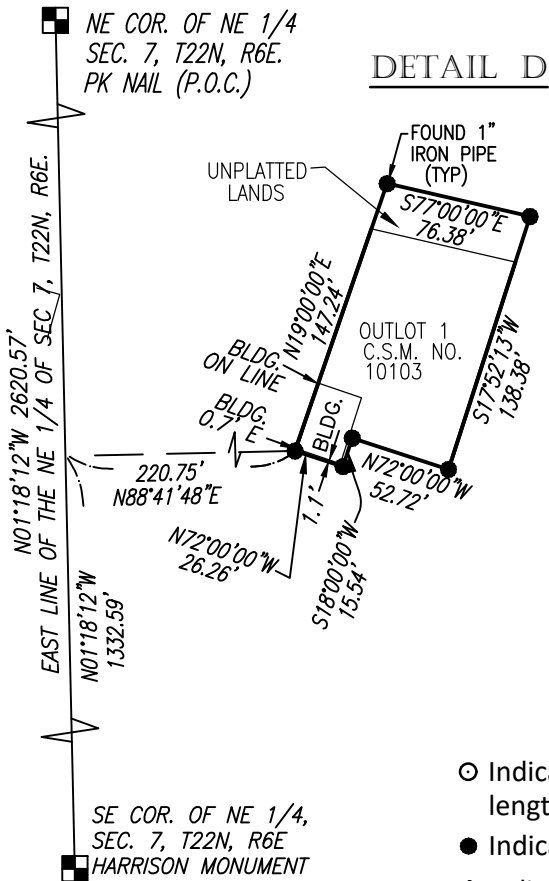 NE COR. OF NE 1/4
SEC. 7, T22N, R6E.
PK NAIL (P.O.C.)
DETAIL D
FOUND 1"
IRON PIPE
(TYP)
UNPLATTED
LANDS
S77°00'00"E
76.38'
N19°00'00"E
147.24'
OUTLOT 1
C.S.M. NO.
10103
S17°52'13"W
138.38'
BLDG.
ON LINE
BLDG.
0.7' E
BLDG.
1.1'
N72°00'00"W
52.72'
220.75'
N88°41'48"E
N72°00'00"W
26.26'
S18°00'00"W
15.54'
N01°18'12"W 2620.57'
EAST LINE OF THE NE 1/4 OF SEC 7, T22N, R6E.
N01°18'12"W
1332.59'
SE COR. OF NE 1/4,
SEC. 7, T22N, R6E
HARRISON MONUMENT
Indica
length
Indica